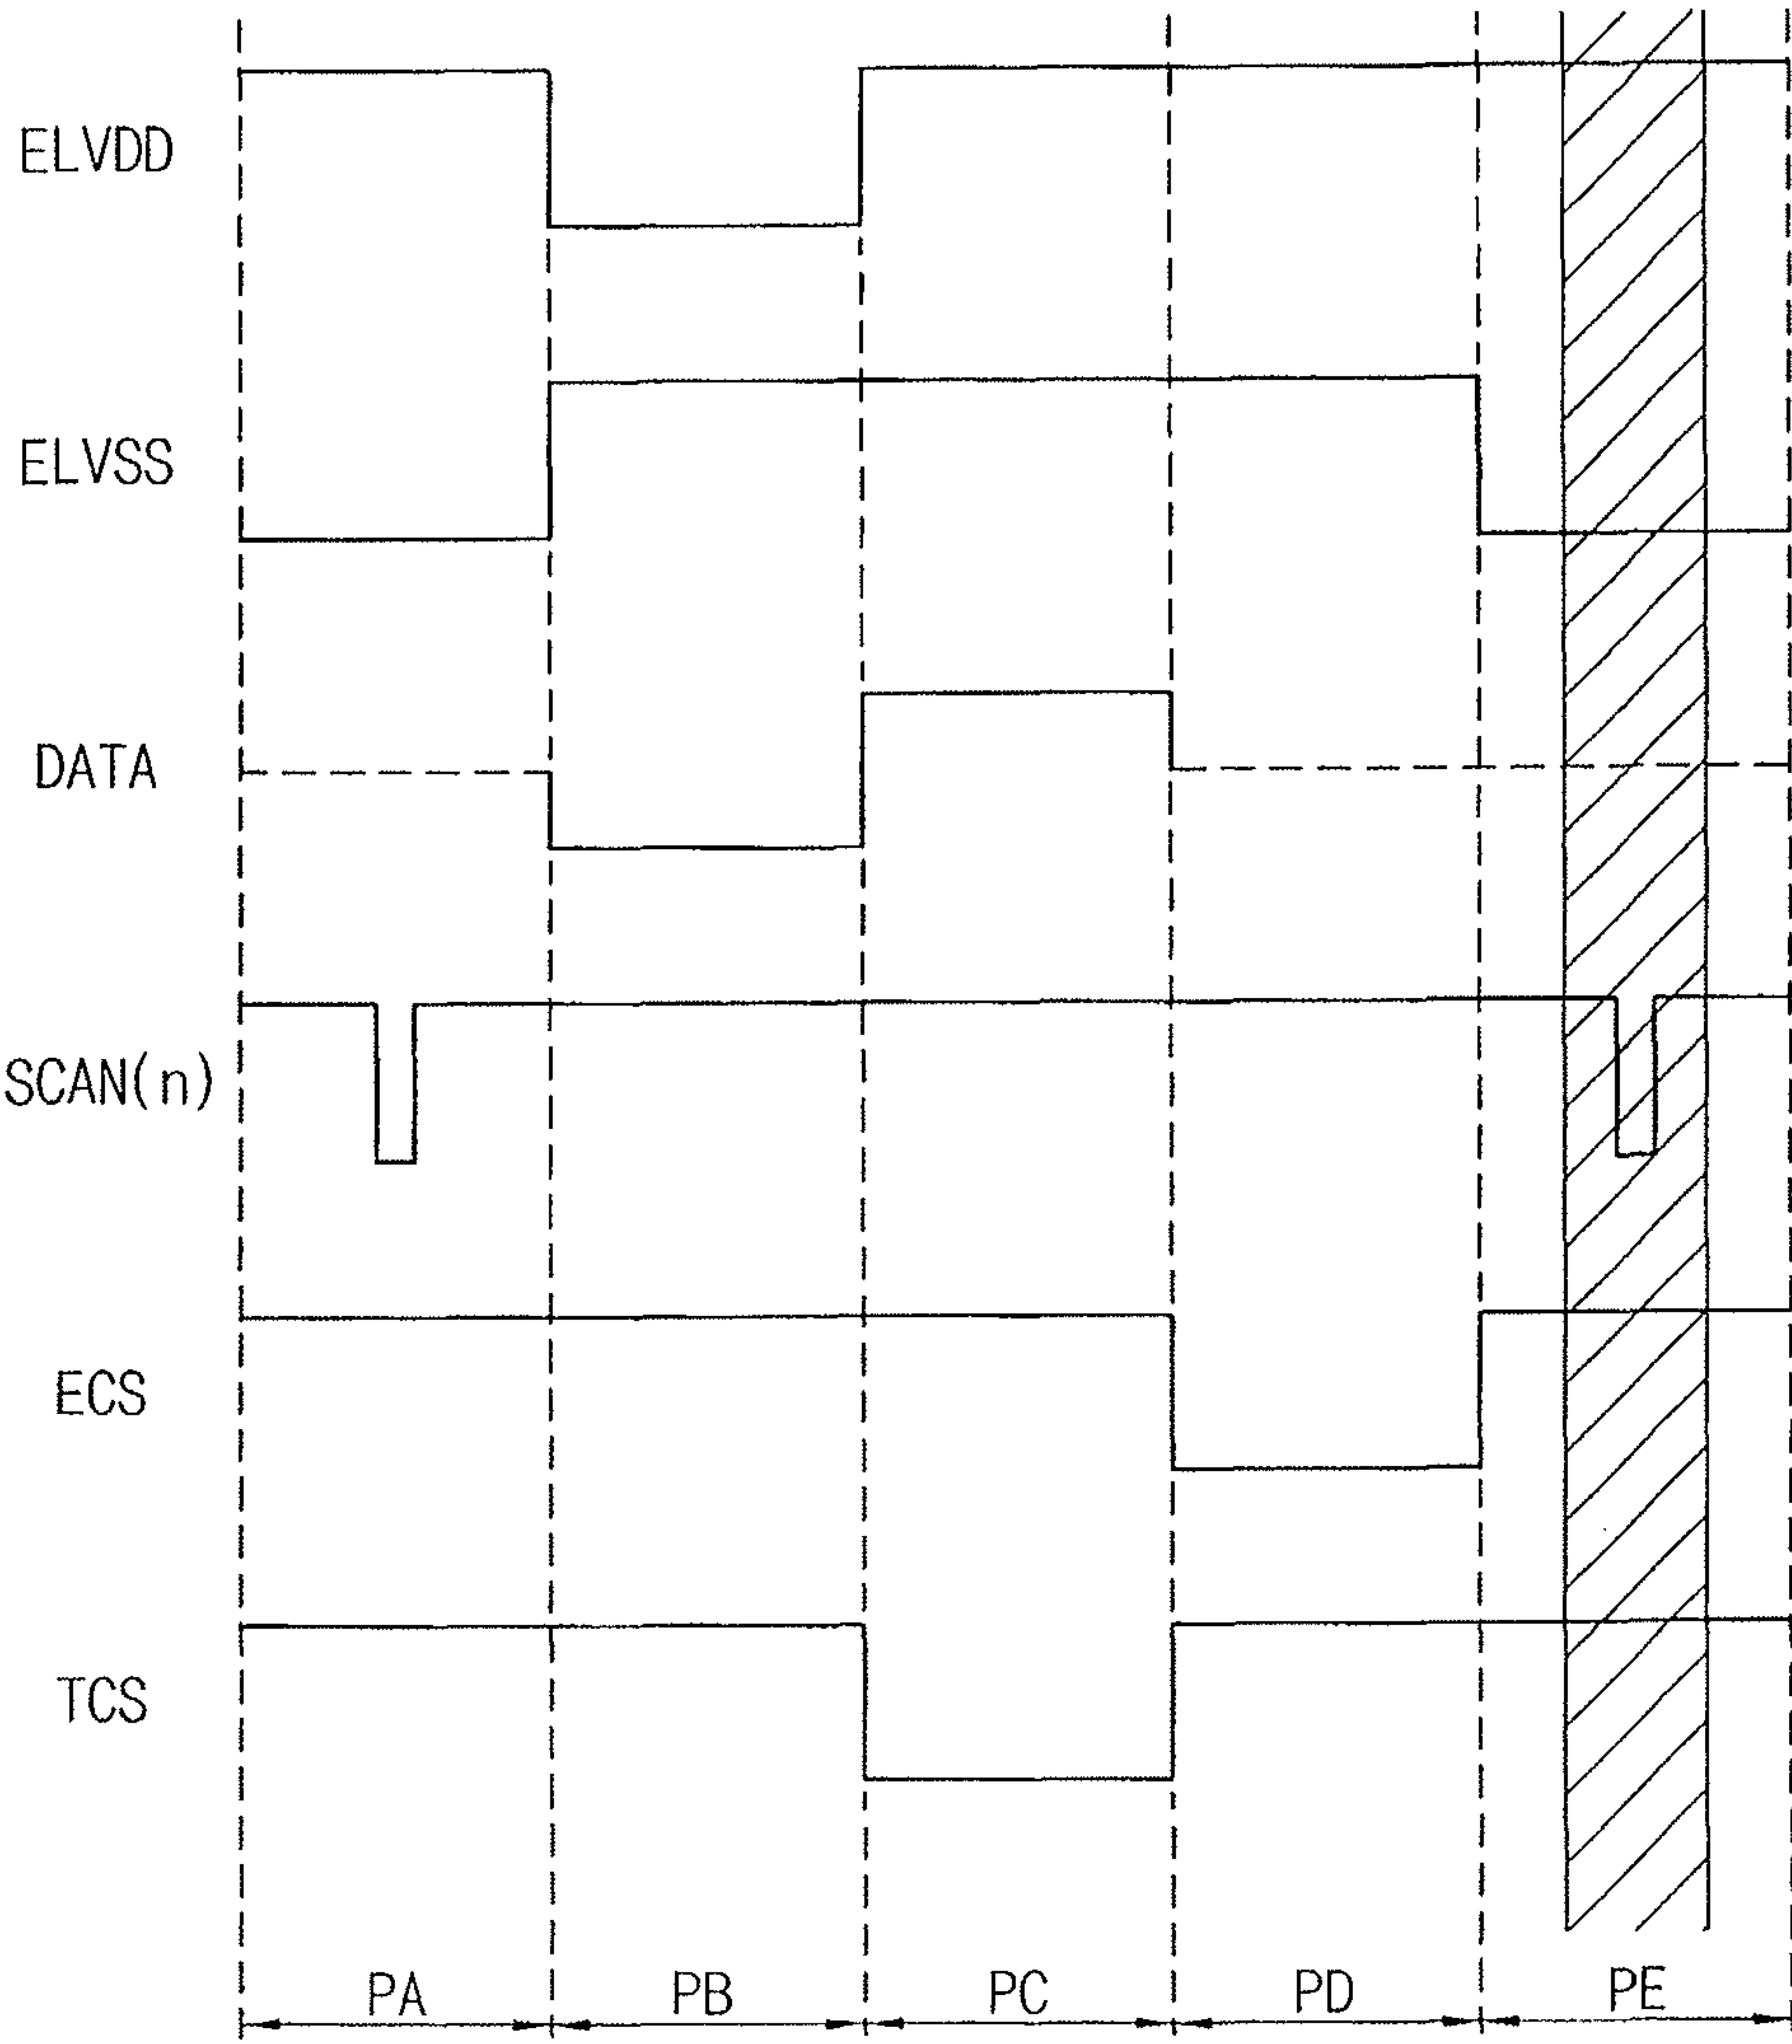 ELVDD
ELVSS
DATA
SCAN(n)
ECS
TCS
PA PB PC PD PE